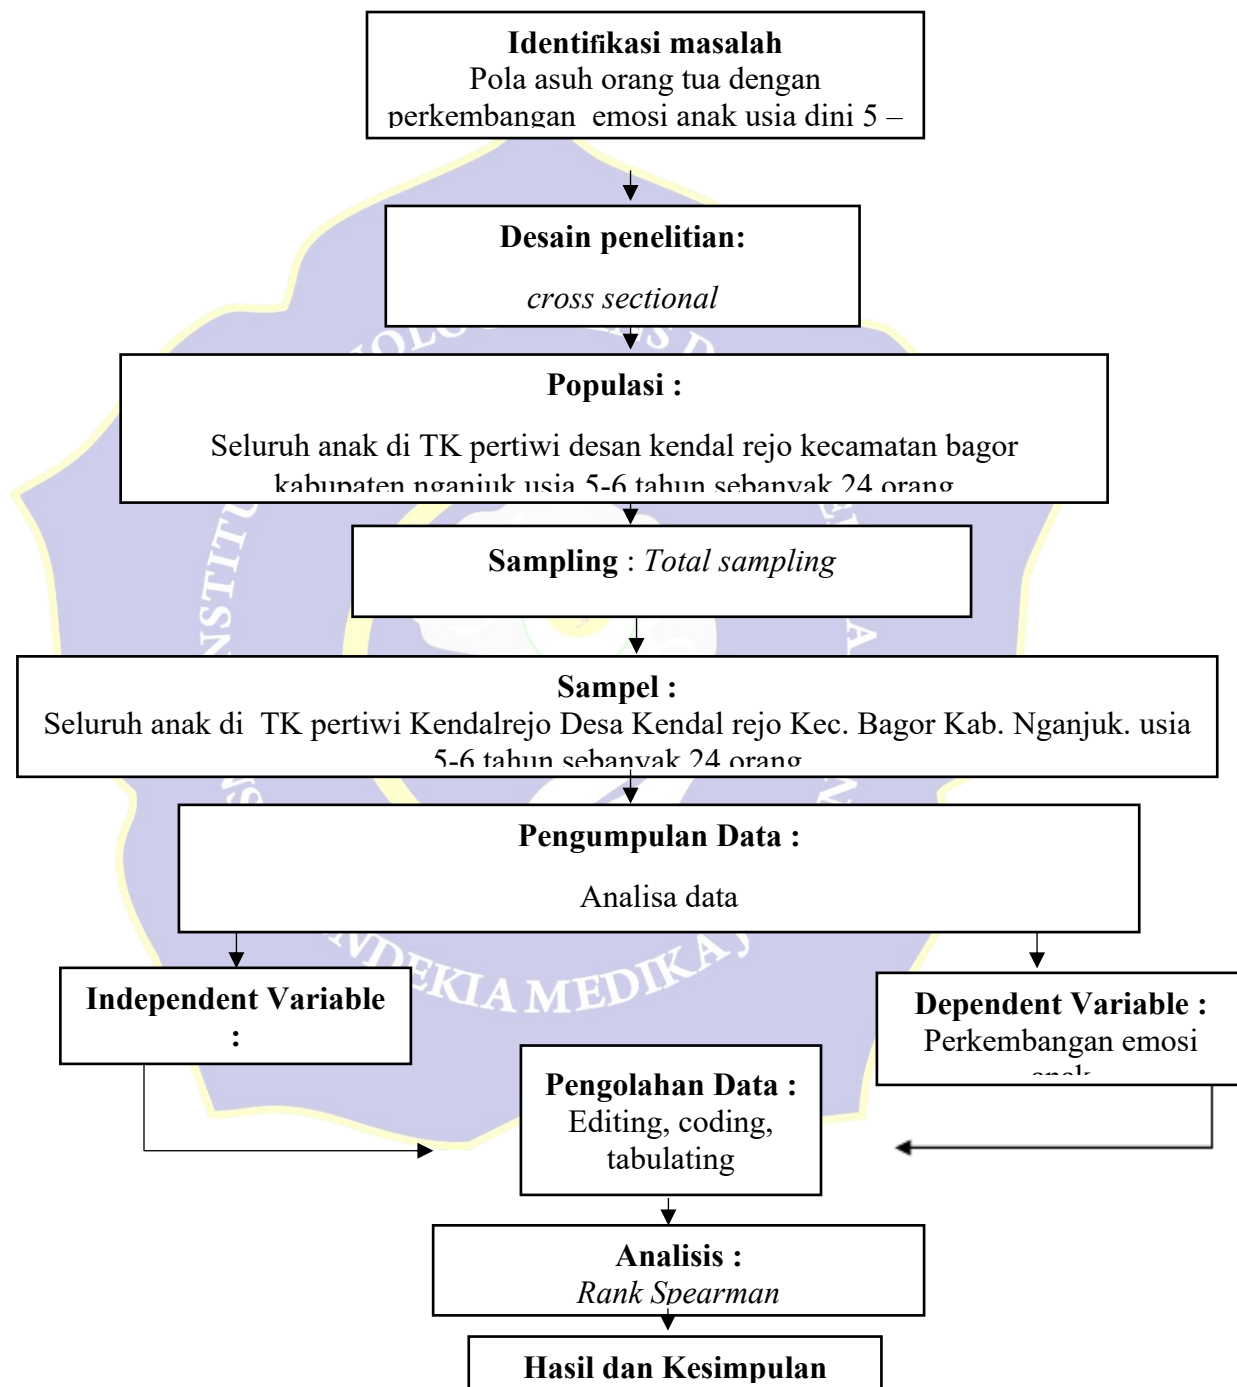 Identifikasi masalah
Pola asuh orang tua dengan
perkembangan emosi anak usia dini 5 –
Desain penelitian:
cross sectional
Populasi :
Seluruh anak di TK pertiwi desan kendal rejo kecamatan bagor
kabupaten nganjuk usia 5-6 tahun sebanyak 24 orang
Sampling : Total sampling
Sampel :
Seluruh anak di TK pertiwi Kendalrejo Desa Kendal rejo Kec. Bagor Kab. Nganjuk. usia
5-6 tahun sebanyak 24 orang
Pengumpulan Data :
Analisa data
Independent Variable
:
Dependent Variable :
Perkembangan emosi
anak
Pengolahan Data :
Editing, coding,
tabulating
Analisis :
Rank Spearman
Hasil dan Kesimpulan
NDEKIA MEDIKA J